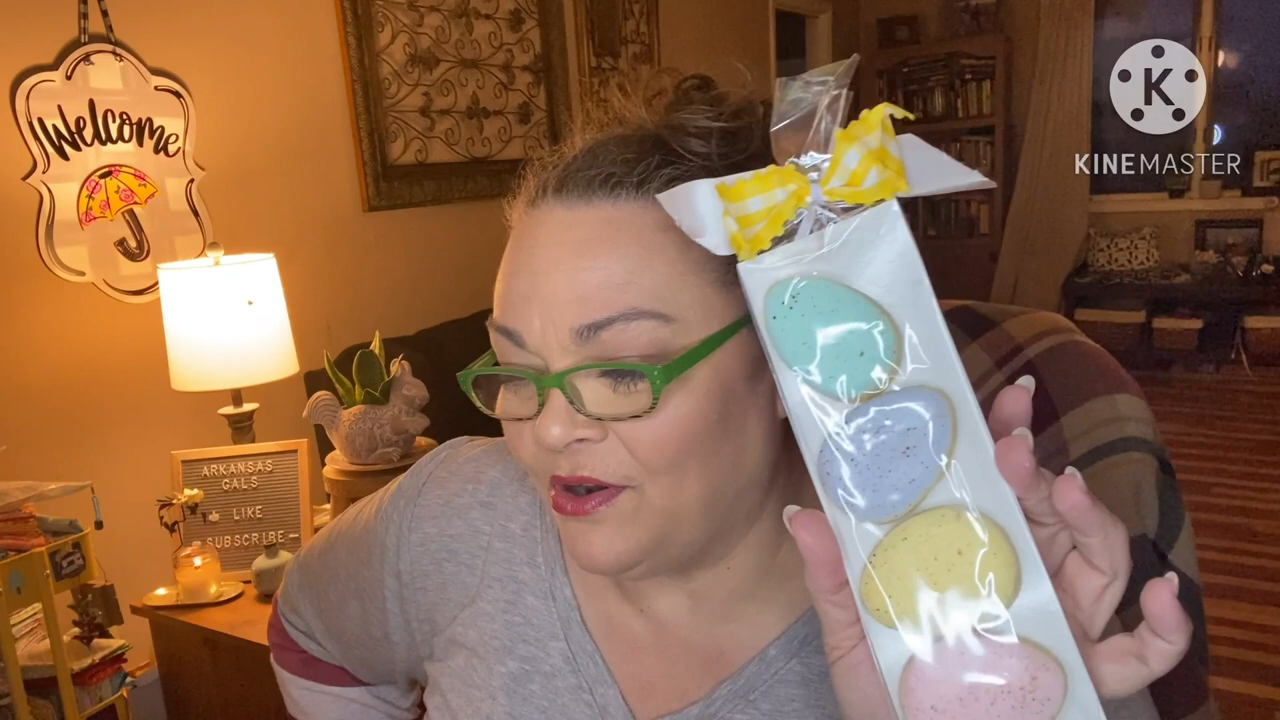 Welcome
ARKANSAS
GALS
LIKE
SUBSCRIBE—
K
KINEMASTER